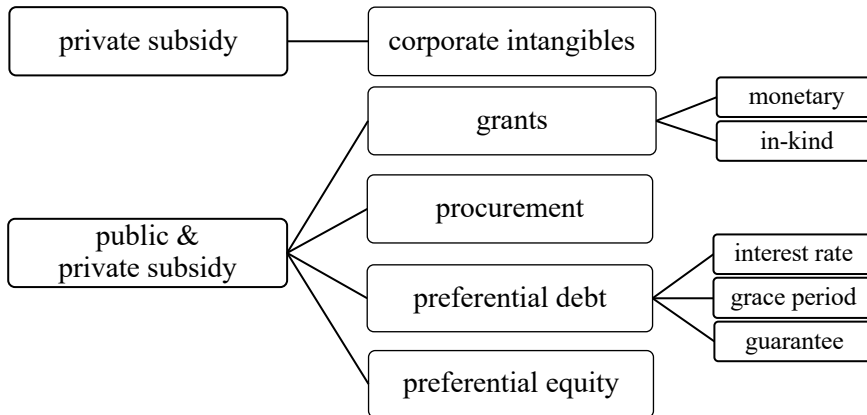 private subsidy
corporate intangibles
grants
monetary
in-kind
procurement
public &
private subsidy
preferential debt
interest rate
grace period
guarantee
preferential equity